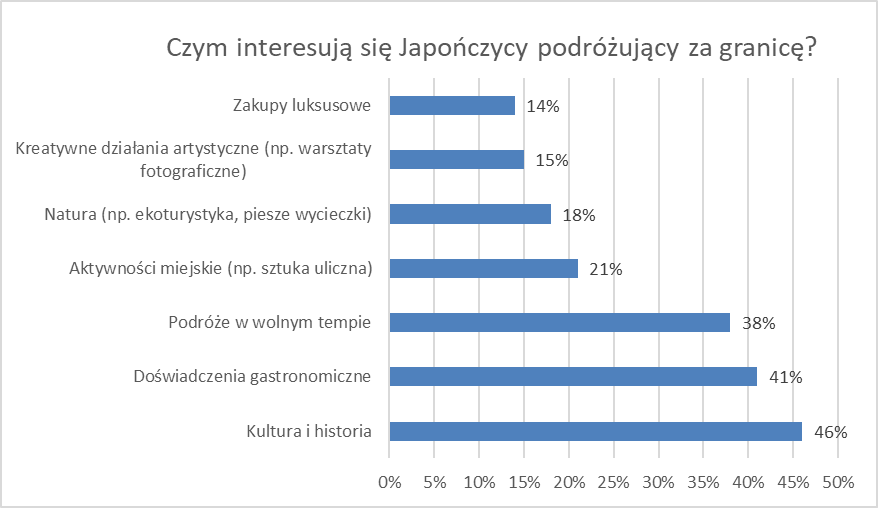 Czym interesują się Japończycy podróżujący za granicę?
Zakupy luksusowe
14%
Kreatywne działania artystyczne (np. warsztaty
fotograficzne)
15%
Natura (np. ekoturystyka, piesze wycieczki)
18%
Aktywności miejskie (np. sztuka uliczna)
21%
Podróże w wolnym tempie
38%
Doświadczenia gastronomiczne
41%
Kultura i historia
46%
0% 5% 10% 15% 20% 25% 30% 35% 40% 45% 50%